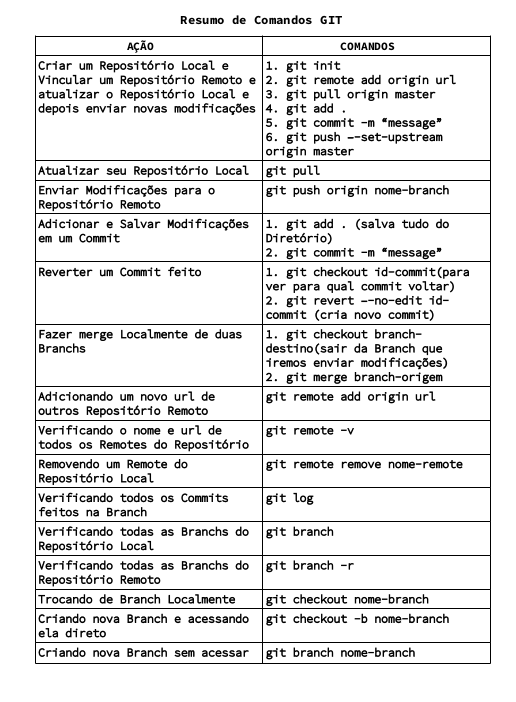 Resumo de Comandos GIT
AÇÃO
COMANDOS
Criar um Repositório Local e
Vincular um Repositório Remoto e
atualizar o Repositório Local e
depois enviar novas modificações
1. git init
2. git remote add origin url
3. git pull origin master
4. git add .
5. git commit -m “message”
6. git push --set-upstream
origin master
Atualizar seu Repositório Local
git pull
Enviar Modificações para o
Repositório Remoto
git push origin nome-branch
Adicionar e Salvar Modificações
em um Commit
1. git add . (salva tudo do
Diretório)
2. git commit -m “message”
Reverter um Commit feito
1. git checkout id-commit(para
ver para qual commit voltar)
2. git revert --no-edit id-
commit (cria novo commit)
Fazer merge Localmente de duas
Branchs
1. git checkout branch-
destino(sair da Branch que
iremos enviar modificações)
2. git merge branch-origem
Adicionando um novo url de
outros Repositório Remoto
git remote add origin url
Verificando o nome e url de
todos os Remotes do Repositório
git remote -v
Removendo um Remote do
Repositório Local
git remote remove nome-remote
Verificando todos os Commits
feitos na Branch
git log
Verificando todas as Branchs do
Repositório Local
git branch
Verificando todas as Branchs do
Repositório Remoto
git branch -r
Trocando de Branch Localmente
git checkout nome-branch
Criando nova Branch e acessando
ela direto
git checkout -b nome-branch
Criando nova Branch sem acessar
git branch nome-branch